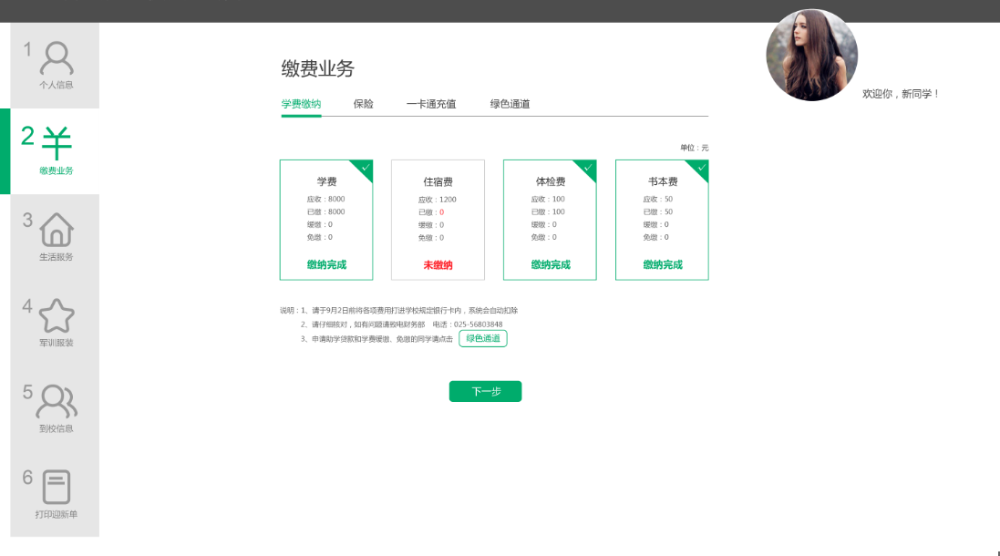 1
个人信息
2
缴费业务
3
生活服务
4
军训服装
5
到校信息
6
打印迎新单
欢迎你，新同学！
缴费业务
学费缴纳 保险 一卡通充值 绿色通道
单位：元
学费
应收：8000
已缴：8000
缓缴：0
免缴：0
缴纳完成
住宿费
应收：1200
已缴：0
缓缴：0
免缴：0
未缴纳
体检费
应收：100
已缴：100
缓缴：0
免缴：0
缴纳完成
书本费
应收：50
已缴：50
缓缴：0
免缴：0
缴纳完成
说明：1、请于9月2日前将各项费用打进学校规定银行卡内，系统会自动扣除
2、请仔细核对，如有问题请致电财务部 电话：025-56803848
3、申请助学贷款和学费缓缴、免缴的同学请点击 绿色通道
下一步